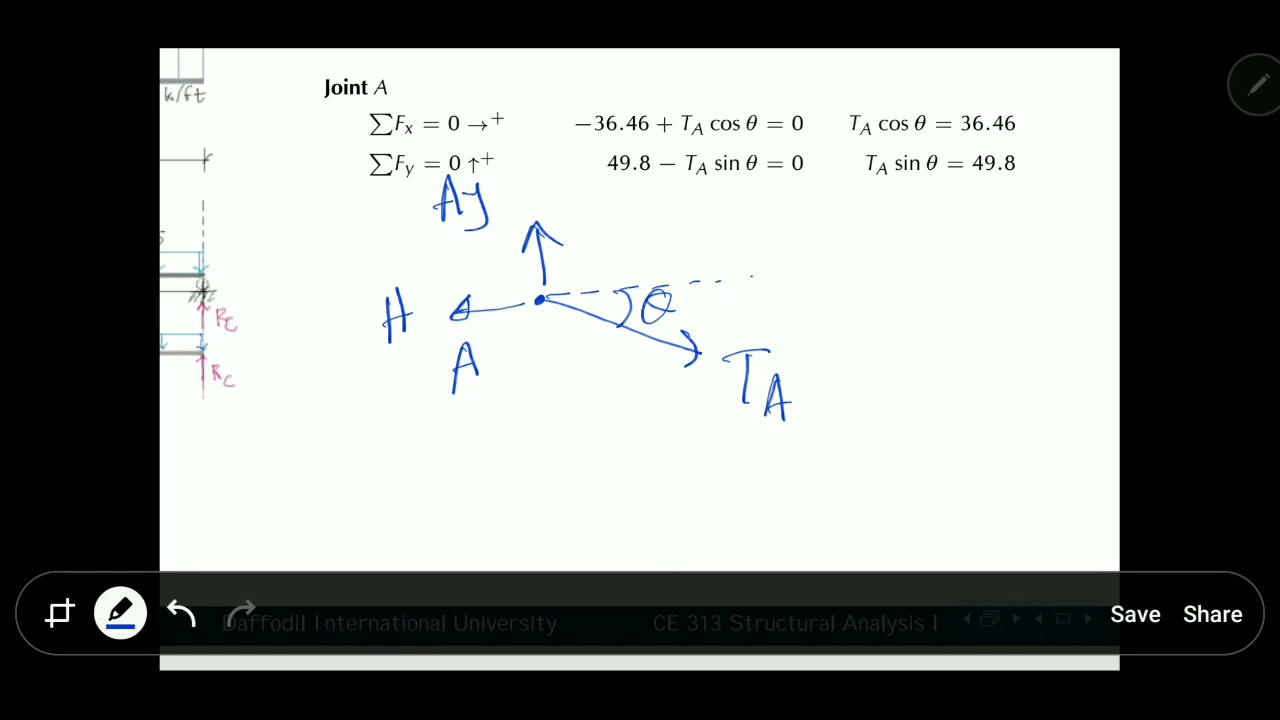 k/ft
Joint A
∑Fx = 0 →+ −36.46 + TA cos θ = 0 TA cos θ = 36.46
∑Fy = 0 ↑+ 49.8 − TA sin θ = 0 TA sin θ = 49.8
Ay
H
A
θ
TA
RC
RC
Save
Share
Daffodil International University
CE 313 Structural Analysis I